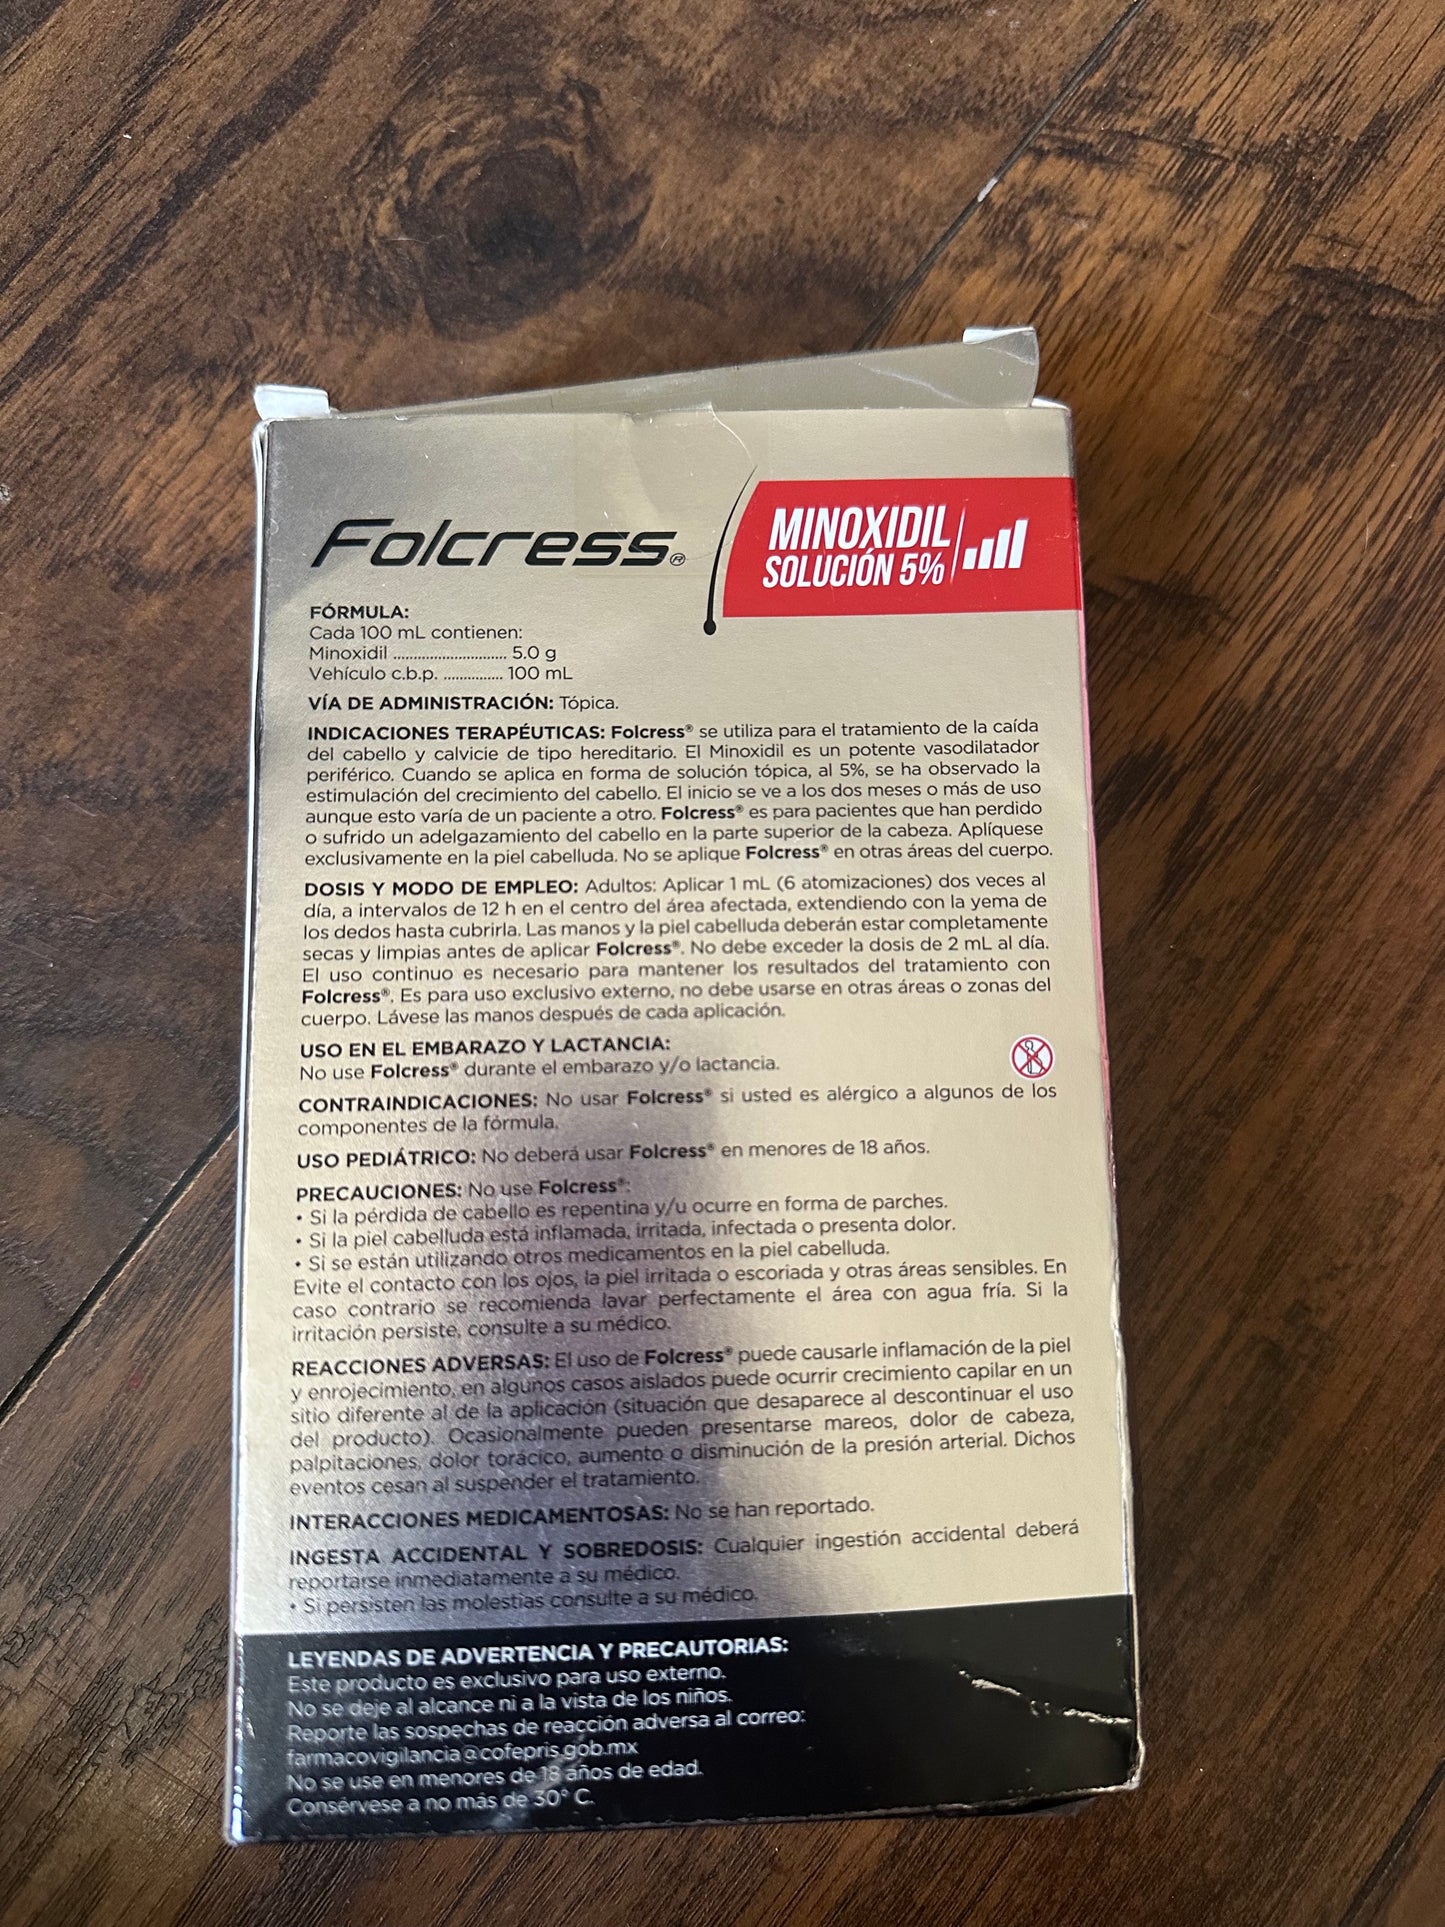 Folcress®
MINOXIDIL
SOLUCIÓN 5%
FÓRMULA:
Cada 100 mL contienen:
Minoxidil ............................ 5.0 g
Vehículo c.b.p. ............... 100 mL
VÍA DE ADMINISTRACIÓN: Tópica.
INDICACIONES TERAPÉUTICAS: Folcress® se utiliza para el tratamiento de la caída
del cabello y calvicie de tipo hereditario. El Minoxidil es un potente vasodilatador
periférico. Cuando se aplica en forma de solución tópica, al 5%, se ha observado la
estimulación del crecimiento del cabello. El inicio se ve a los dos meses o más de uso
aunque esto varía de un paciente a otro. Folcress® es para pacientes que han perdido
o sufrido un adelgazamiento del cabello en la parte superior de la cabeza. Aplíquese
exclusivamente en la piel cabelluda. No se aplique Folcress® en otras áreas del cuerpo.
DOSIS Y MODO DE EMPLEO: Adultos: Aplicar 1 mL (6 atomizaciones) dos veces al
día, a intervalos de 12 h en el centro del área afectada, extendiendo con la yema de
los dedos hasta cubrirla. Las manos y la piel cabelluda deberán estar completamente
secas y limpias antes de aplicar Folcress®. No debe exceder la dosis de 2 mL al día.
El uso continuo es necesario para mantener los resultados del tratamiento con
Folcress®. Es para uso exclusivo externo, no debe usarse en otras áreas o zonas del
cuerpo. Lávese las manos después de cada aplicación.
USO EN EL EMBARAZO Y LACTANCIA:
No use Folcress® durante el embarazo y/o lactancia.
CONTRAINDICACIONES: No usar Folcress® si usted es alérgico a algunos de los
componentes de la fórmula.
USO PEDIÁTRICO: No deberá usar Folcress® en menores de 18 años.
PRECAUCIONES: No use Folcress®:
• Si la pérdida de cabello es repentina y/u ocurre en forma de parches.
• Si la piel cabelluda está inflamada, irritada, infectada o presenta dolor.
• Si se están utilizando otros medicamentos en la piel cabelluda.
Evite el contacto con los ojos, la piel irritada o escoriada y otras áreas sensibles. En
caso contrario se recomienda lavar perfectamente el área con agua fría. Si la
irritación persiste, consulte a su médico.
REACCIONES ADVERSAS: El uso de Folcress® puede causarle inflamación de la piel
y enrojecimiento, en algunos casos aislados puede ocurrir crecimiento capilar en un
sitio diferente al de la aplicación (situación que desaparece al descontinuar el uso
del producto). Ocasionalmente pueden presentarse mareos, dolor de cabeza,
palpitaciones, dolor torácico, aumento o disminución de la presión arterial. Dichos
eventos cesan al suspender el tratamiento.
INTERACCIONES MEDICAMENTOSAS: No se han reportado.
INGESTA ACCIDENTAL Y SOBREDOSIS: Cualquier ingestión accidental deberá
reportarse inmediatamente a su médico.
• Si persisten las molestias consulte a su médico.
LEYENDAS DE ADVERTENCIA Y PRECAUTORIAS:
Este producto es exclusivo para uso externo.
No se deje al alcance ni a la vista de los niños.
Reporte las sospechas de reacción adversa al correo:
farmacovigilancia@cofepris.gob.mx
No se use en menores de 18 años de edad.
Consérvese a no más de 30° C.